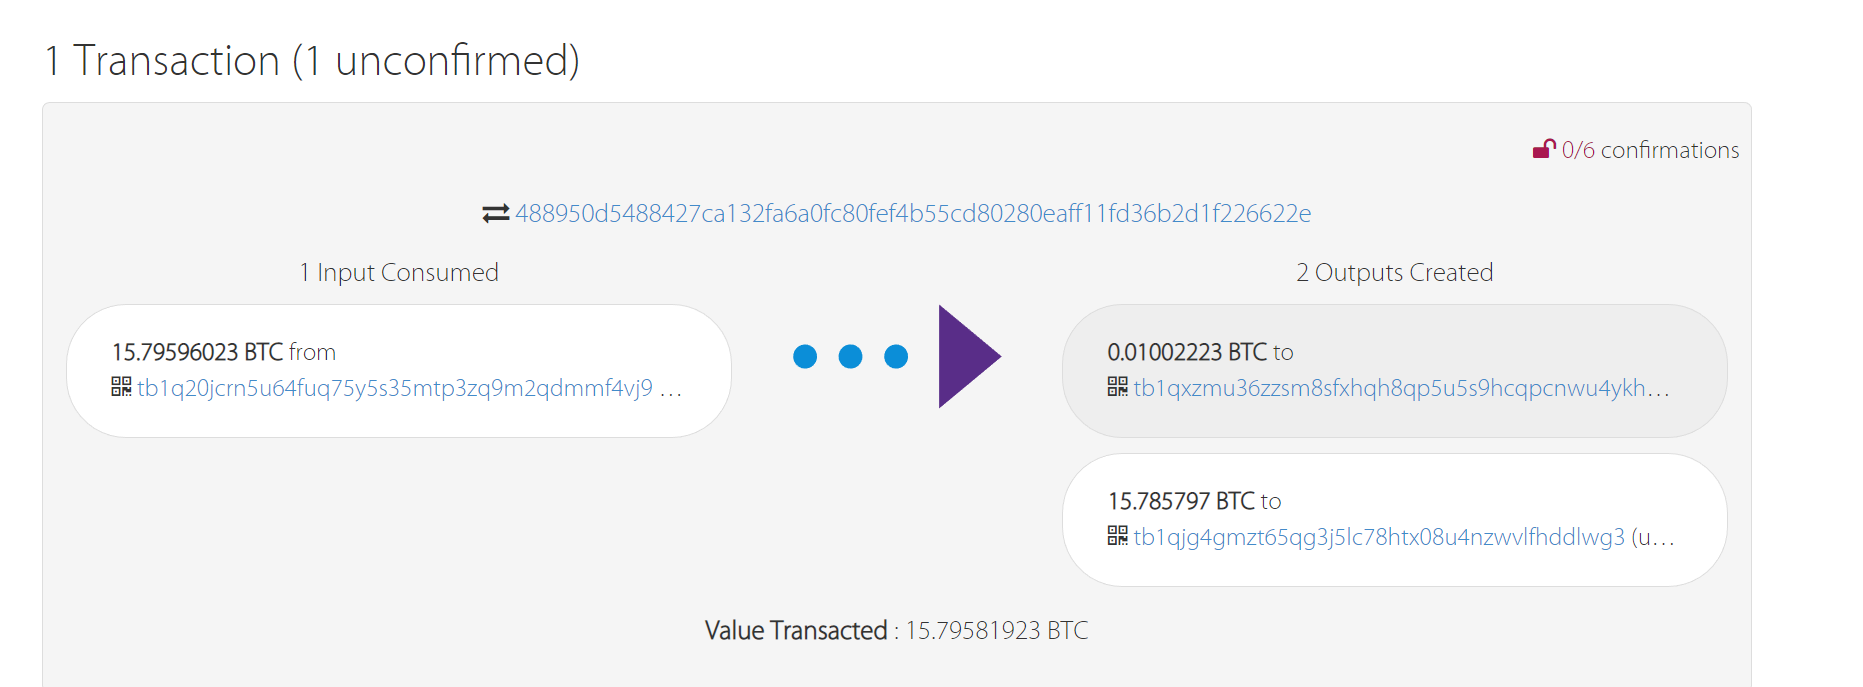 1 Transaction (1 unconfirmed)
0/6 confirmations
488950d5488427ca132fa6a0fc80fef4b55cd80280eaff11fd36b2d1f226622e
1 Input Consumed
2 Outputs Created
15.79596023 BTC from
tb1q20jcrn5u64fuq75y5s35mtp3zq9m2qdmmf4vj9 ...
0.01002223 BTC to
tb1qxzmu36zzsm8sfxhqh8qp5u5s9hcqpcnwu4ykh...
15.785797 BTC to
tb1qjg4gmzt65qg3j5lc78htx08u4nzwvlfhddlwg3 (u...
Value Transacted : 15.79581923 BTC